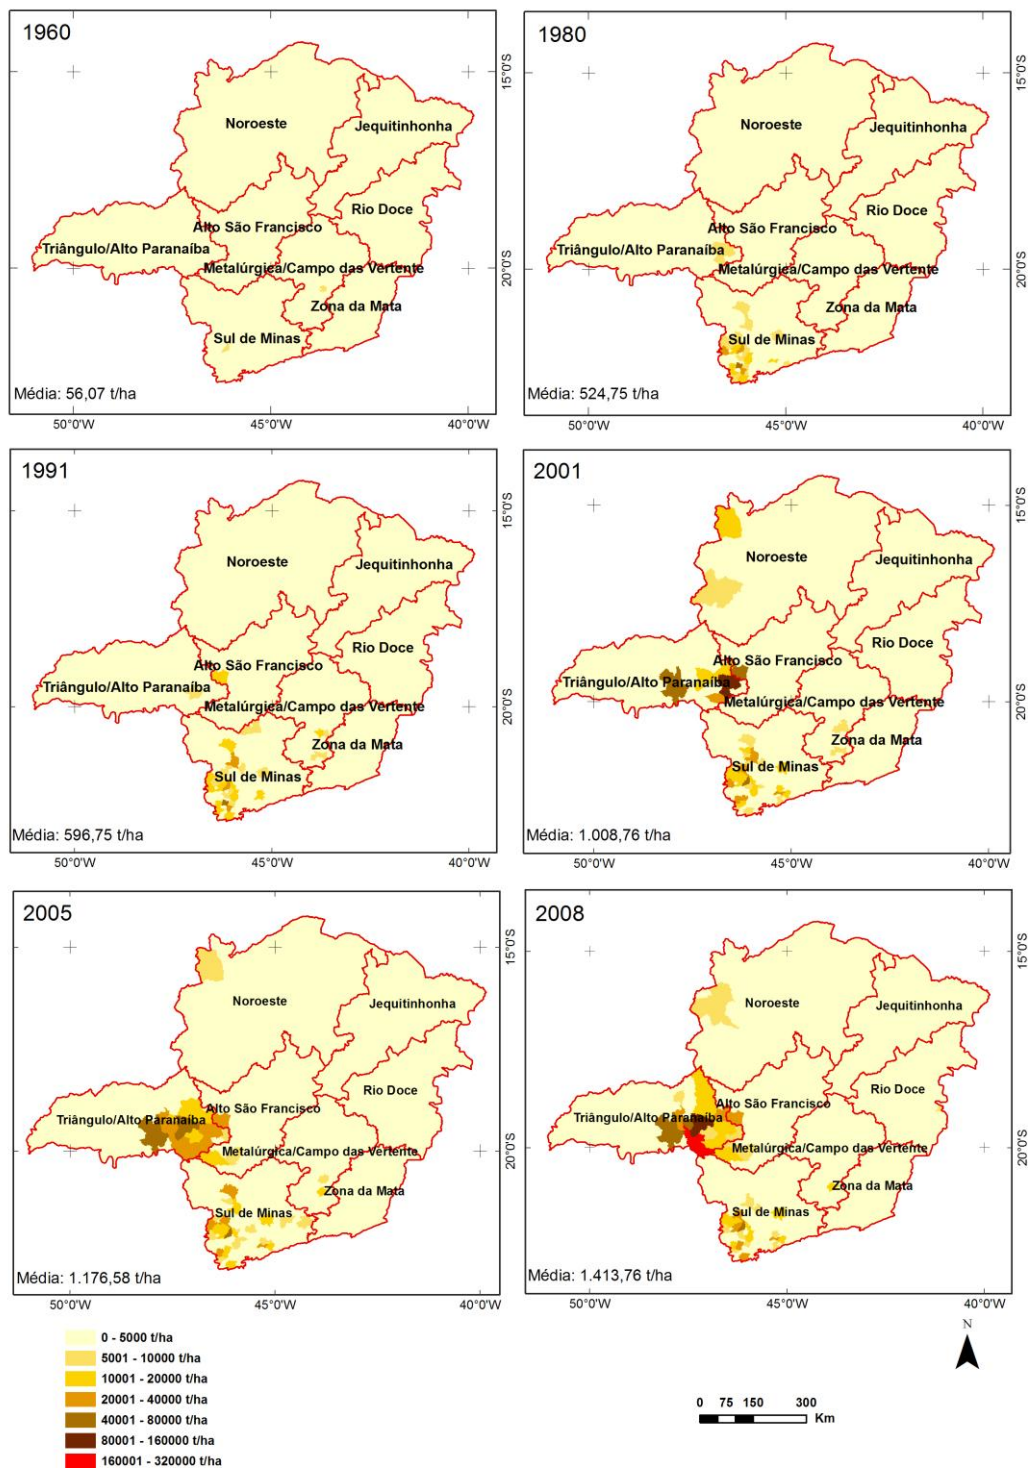 1960
Noroeste
Jequitinhonha
Rio Doce
Alto São Francisco
Triângulo/Alto Paranaíba
Metalúrgica/Campo das Vertente
Zona da Mata
Sul de Minas
Média: 56,07 t/ha
15°0'S
20°0'S
50°0'W
45°0'W
40°0'W
1980
Noroeste
Jequitinhonha
Rio Doce
Alto São Francisco
Triângulo/Alto Paranaíba
Metalúrgica/Campo das Vertente
Zona da Mata
Sul de Minas
Média: 524,75 t/ha
15°0'S
20°0'S
50°0'W
45°0'W
40°0'W
1991
Noroeste
Jequitinhonha
Rio Doce
Alto São Francisco
Triângulo/Alto Paranaíba
Metalúrgica/Campo das Vertente
Zona da Mata
Sul de Minas
Média: 596,75 t/ha
15°0'S
20°0'S
50°0'W
45°0'W
40°0'W
2001
Noroeste
Jequitinhonha
Rio Doce
Alto São Francisco
Triângulo/Alto Paranaíba
Metalúrgica/Campo das Vertente
Zona da Mata
Sul de Minas
Média: 1.008,76 t/ha
15°0'S
20°0'S
50°0'W
45°0'W
40°0'W
2005
Noroeste
Jequitinhonha
Rio Doce
Alto São Francisco
Triângulo/Alto Paranaíba
Metalúrgica/Campo das Vertente
Zona da Mata
Sul de Minas
Média: 1.176,58 t/ha
15°0'S
20°0'S
50°0'W
45°0'W
40°0'W
2008
Noroeste
Jequitinhonha
Rio Doce
Alto São Francisco
Triângulo/Alto Paranaíba
Metalúrgica/Campo das Vertente
Zona da Mata
Sul de Minas
Média: 1.413,76 t/ha
15°0'S
20°0'S
50°0'W
45°0'W
40°0'W
0 - 5000 t/ha
5001 - 10000 t/ha
10001 - 20000 t/ha
20001 - 40000 t/ha
40001 - 80000 t/ha
80001 - 160000 t/ha
160001 - 320000 t/ha
N
0 75 150 300
Km